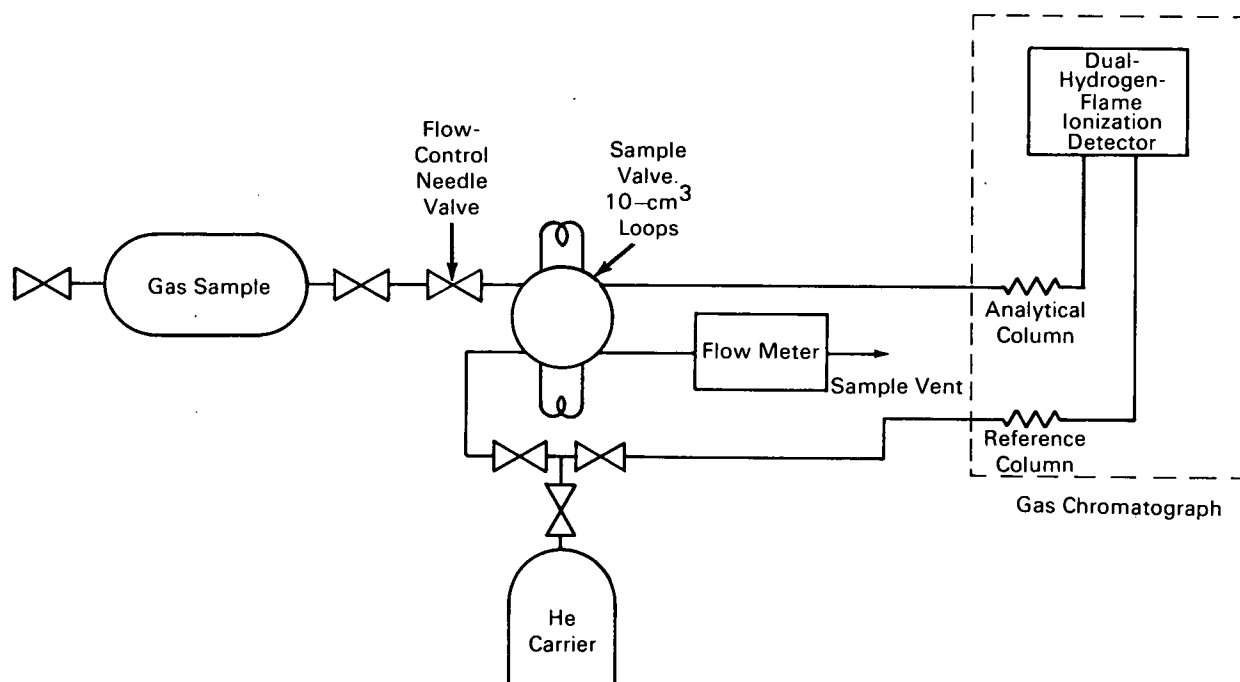 Dual-
Hydrogen-
Flame
Ionization
Detector
Flow-
Control
Needle
Valve
Sample
Valve.
10–cm3
Loops
Gas Sample
Analytical
Column
Flow Meter
Sample Vent
Reference
Column
Gas Chromatograph
He
Carrier